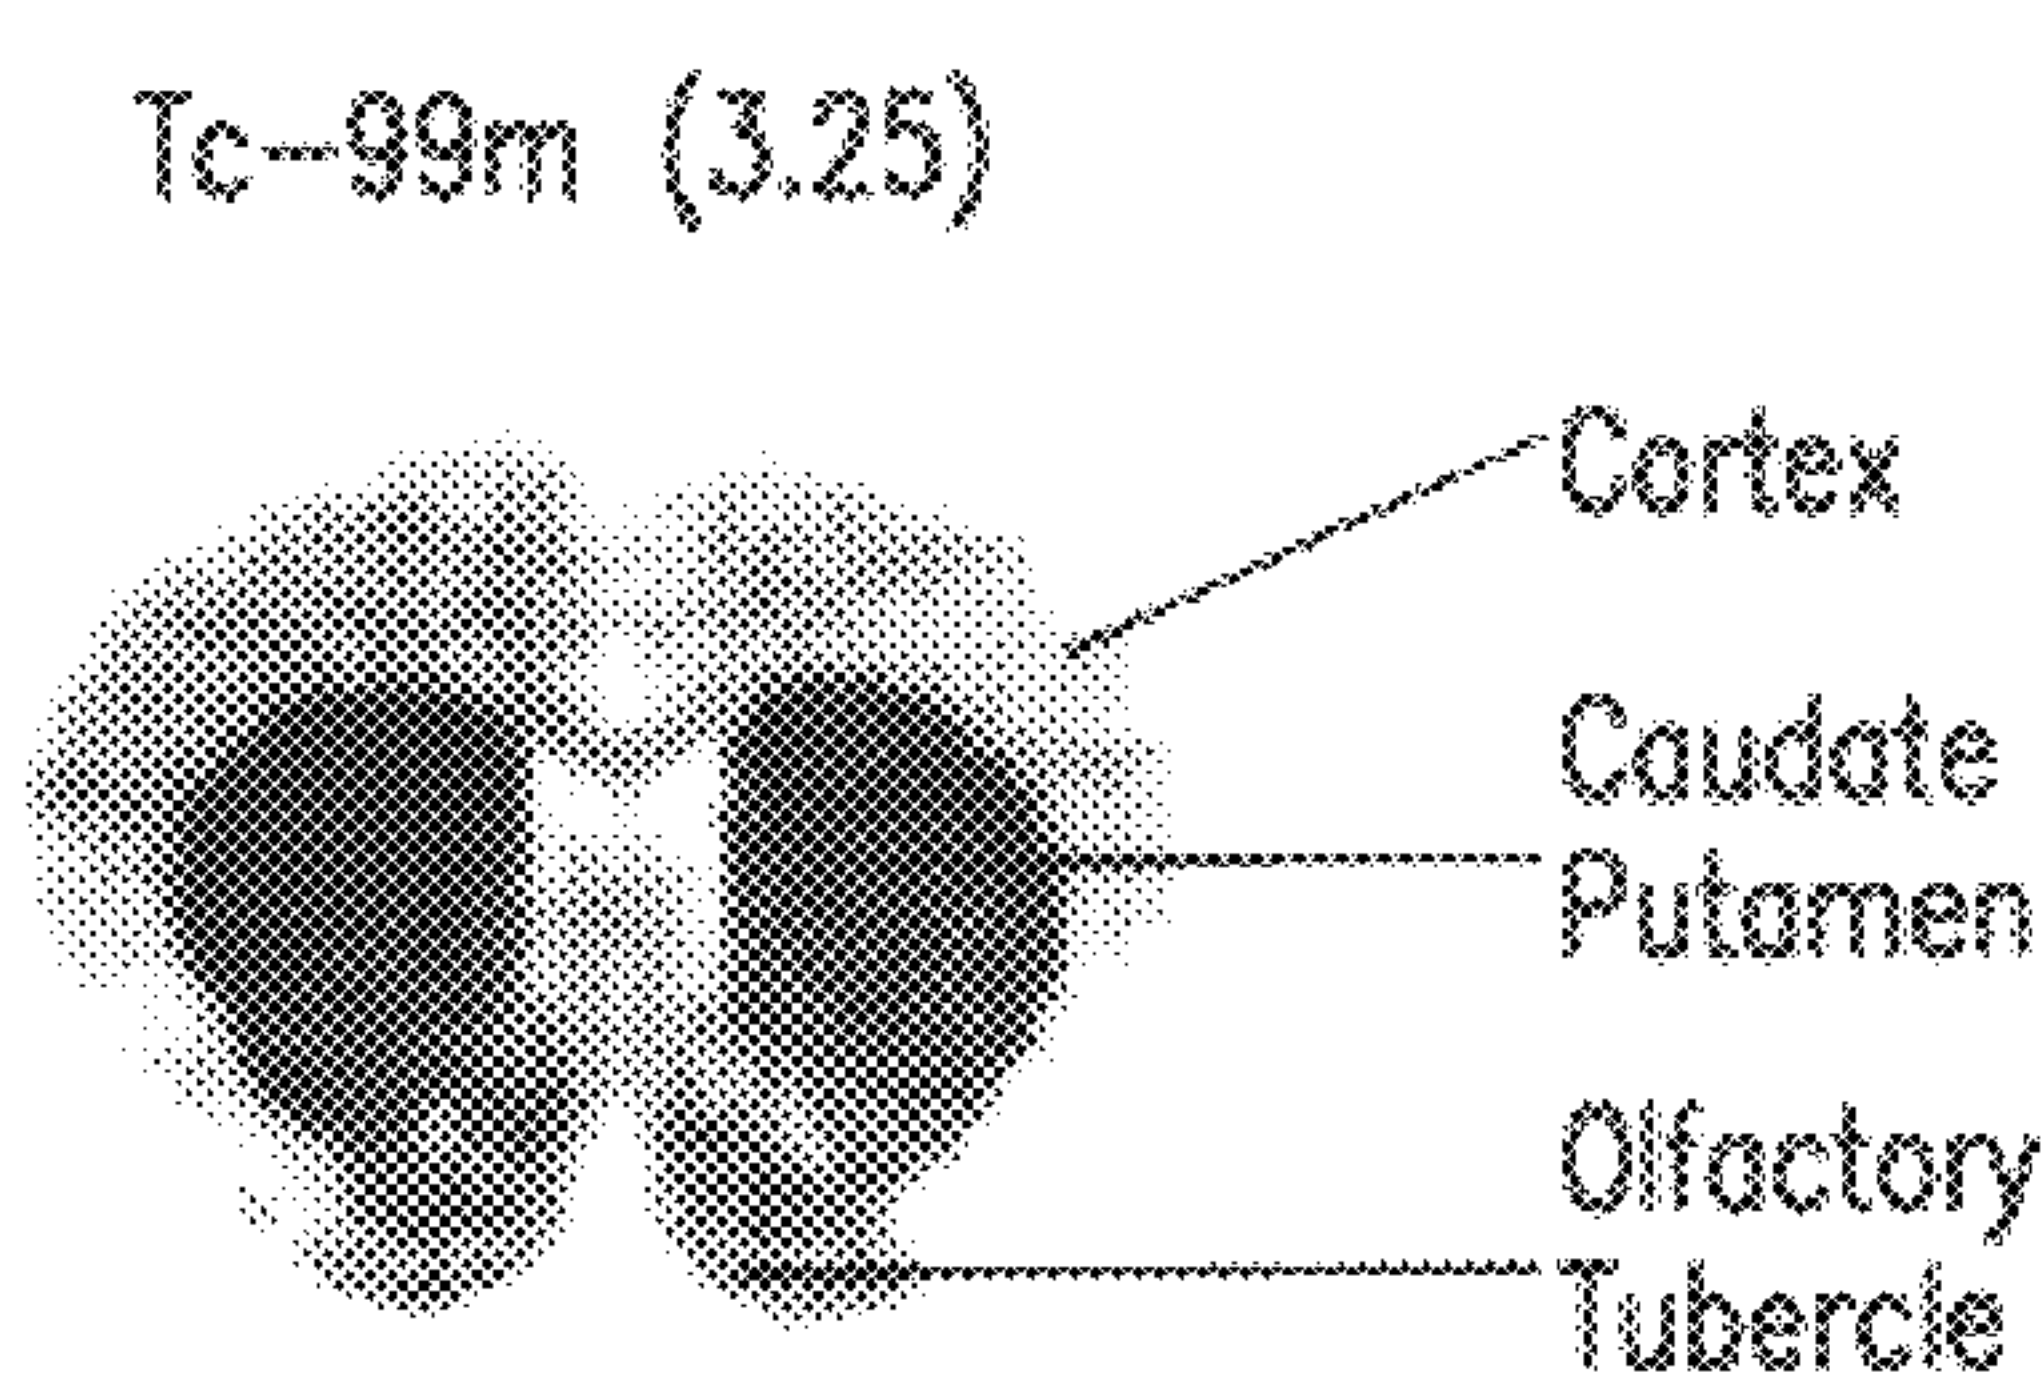 Tc-99m (3.25)
Cortex
Caudate
Putamen
Olfactory
Tubercle